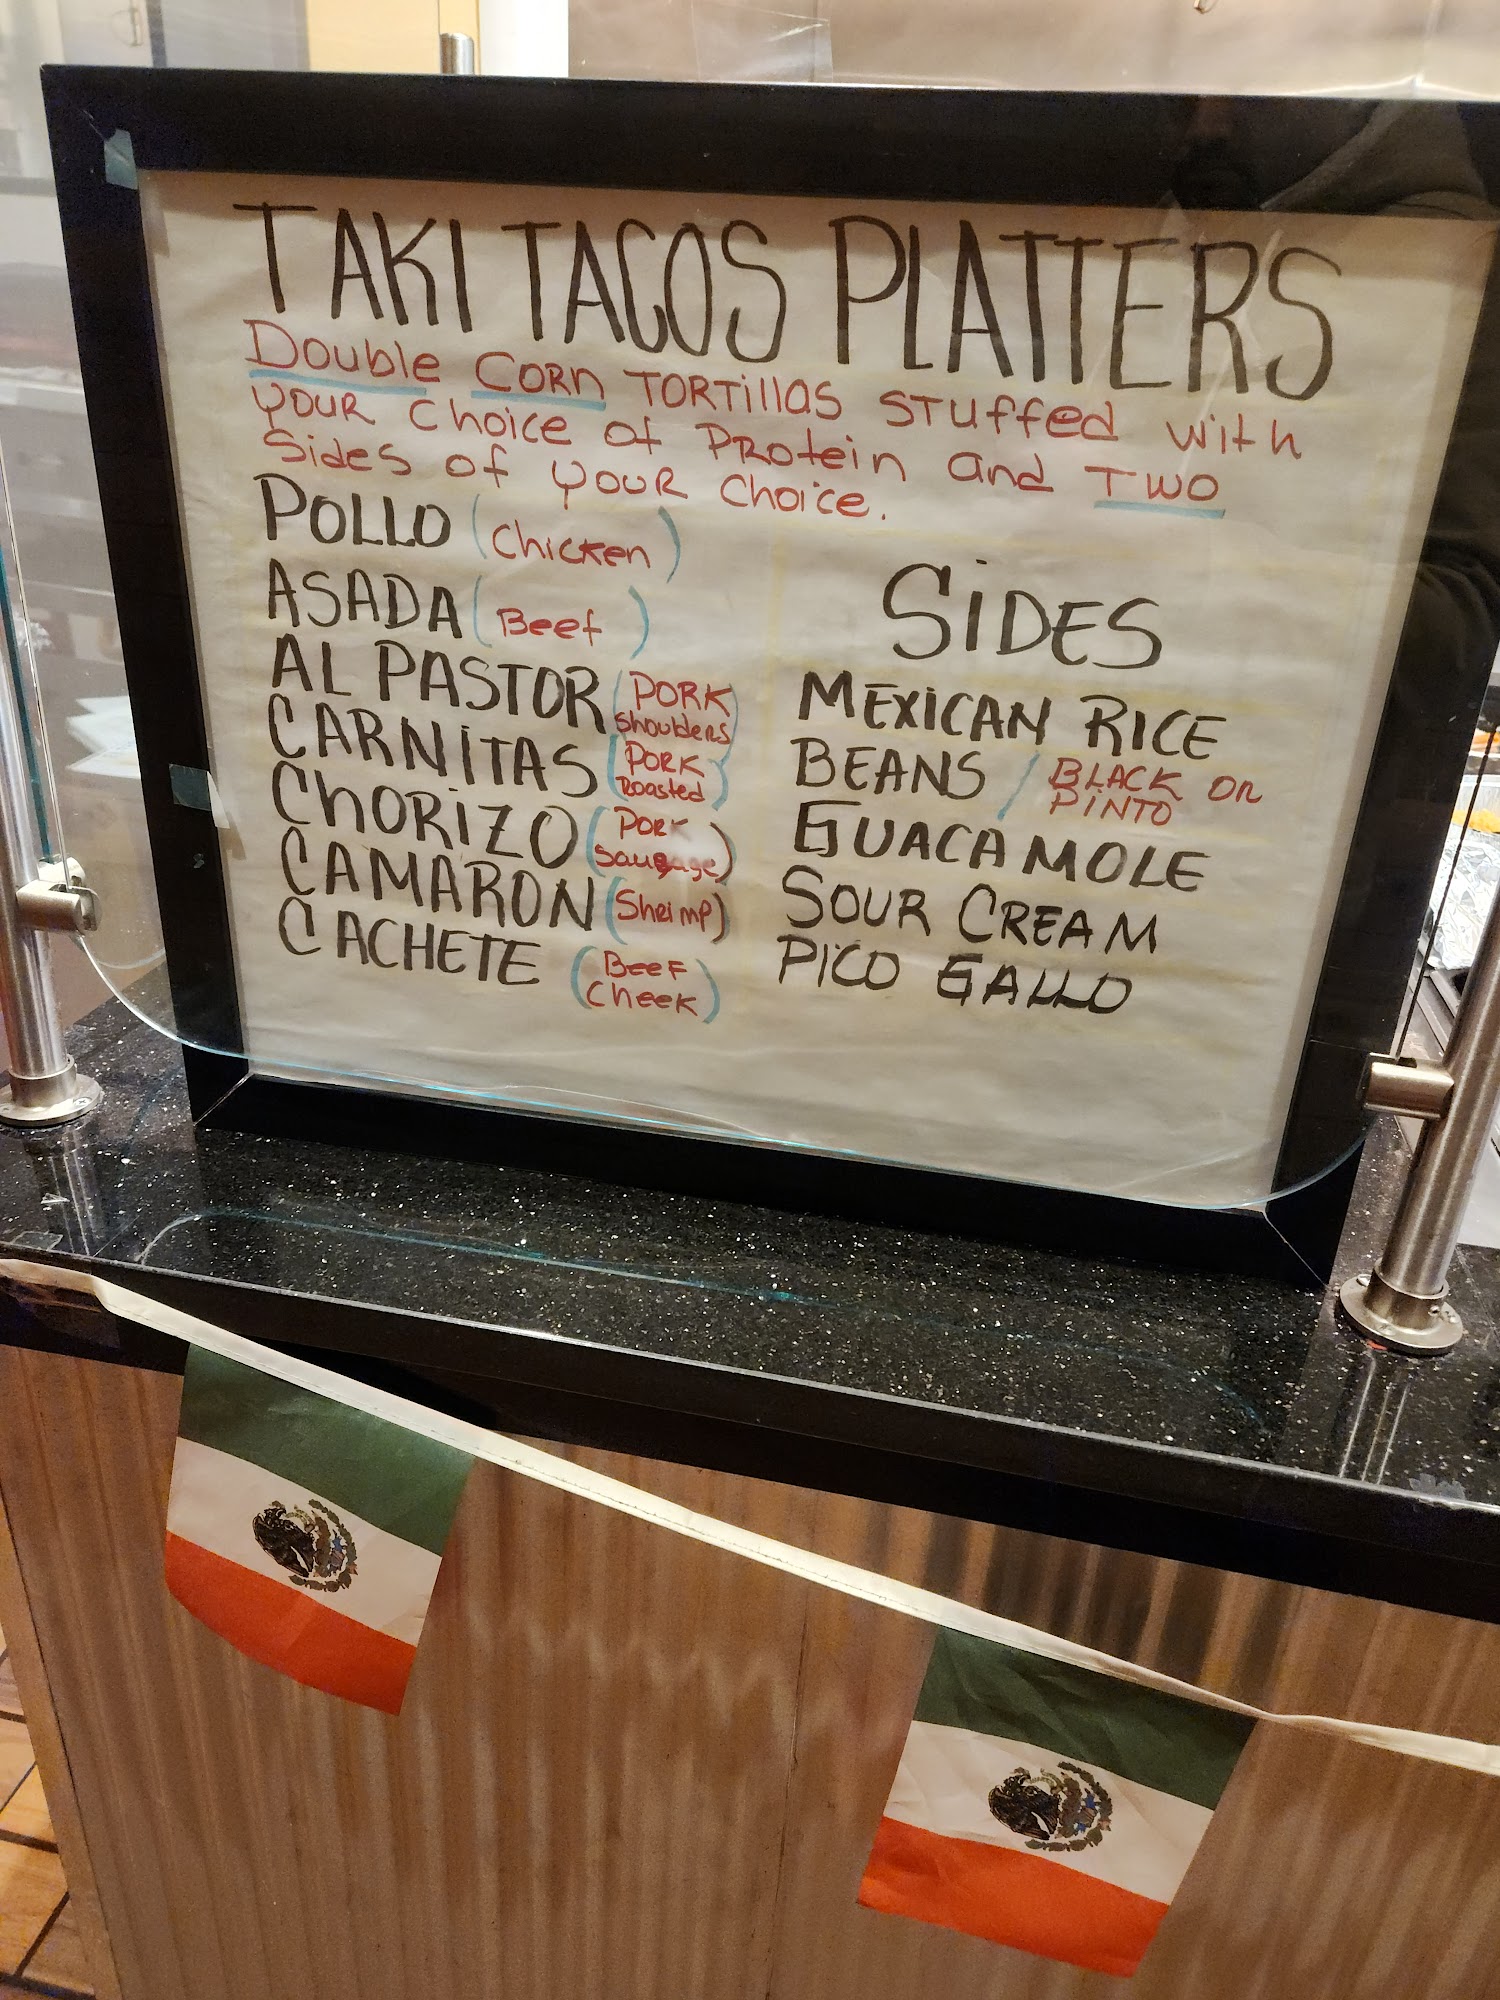 TAKI TACOS PLATTERS
Double CORN TORTillas STuffed with
your Choice of Protein and Two
Sides of your Choice.
POLLO (Chicken)
ASADA (Beef)
AL PASTOR (PORK Shoulders)
CARNITAS (PORK Roasted)
ChORiZO (PORK Sausage)
CAMARON (Shrimp)
CACHETE (Beef Cheek)
SiDES
MEXICAN RICE
BEANS / BLACK OR PINTO
GUACAMOLE
SOUR CREAM
PICO GALLO